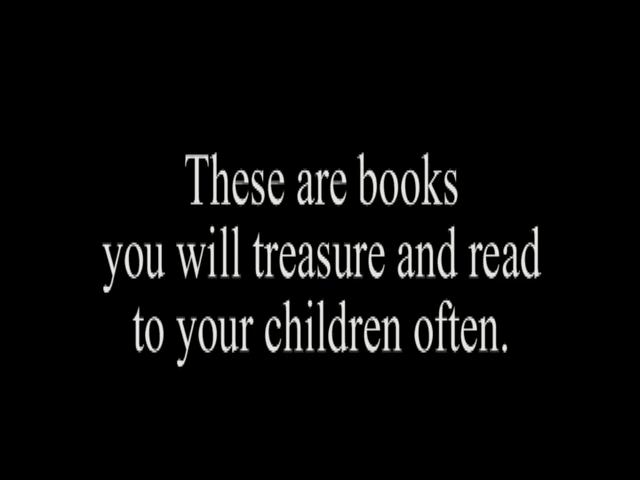 These are books
you will treasure and read
to your children often.